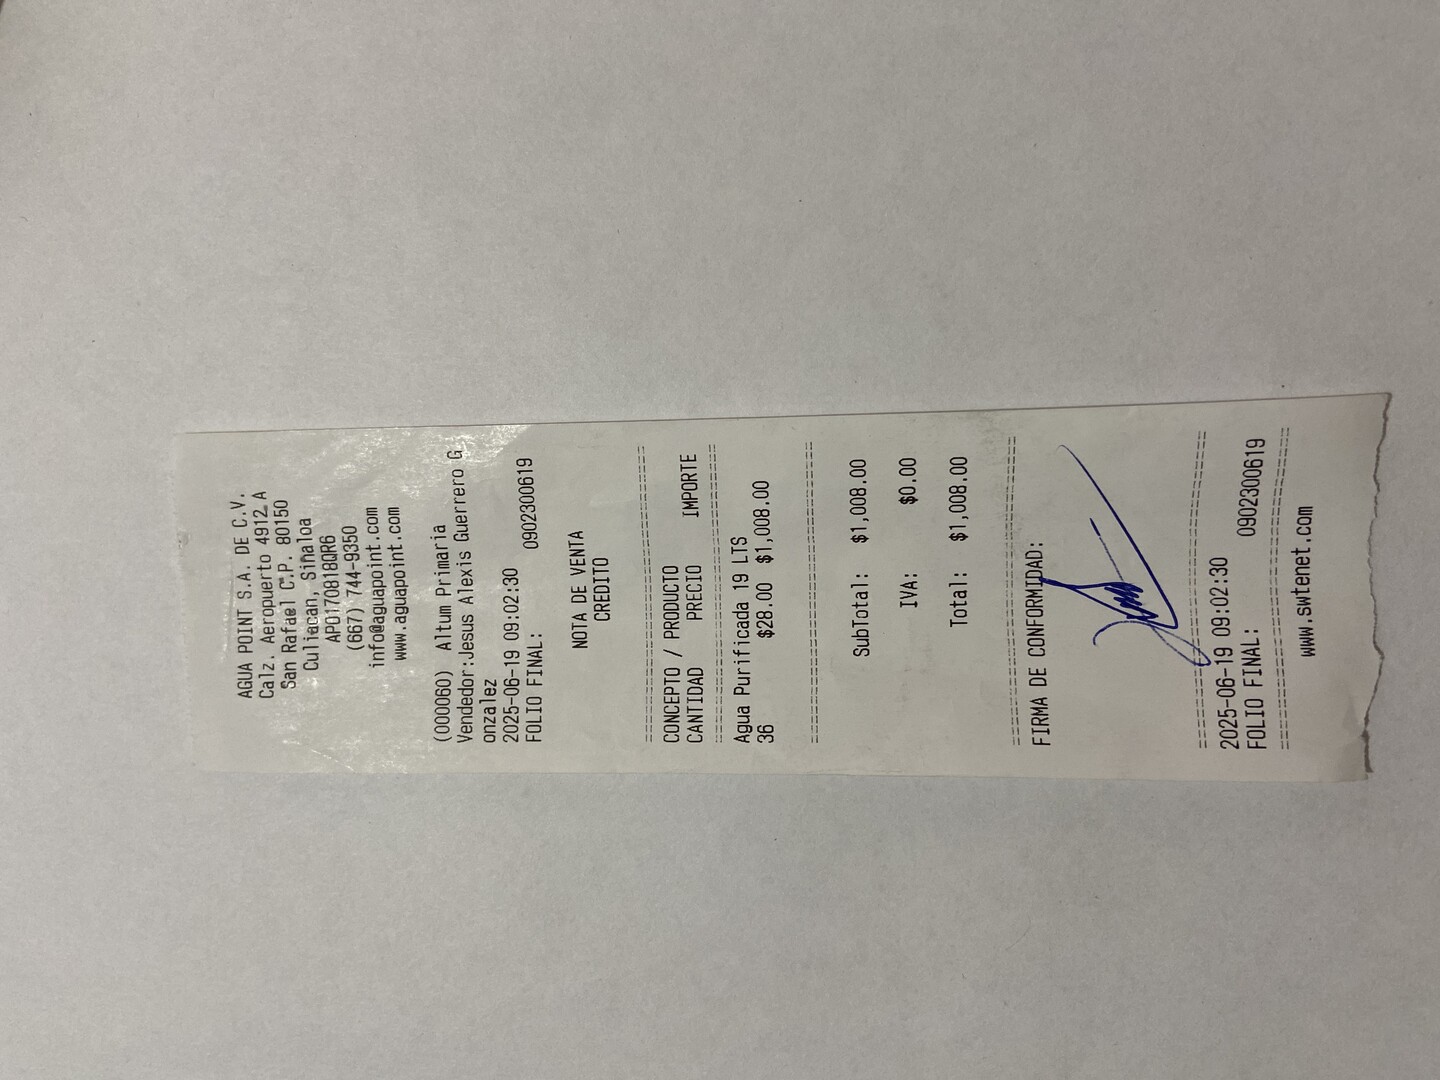 AGUA POINT S.A. DE C.V.
Calz. Aeropuerto 4912 A
San Rafael C.P. 80150
Culiacan, Sinaloa
APO170818QR6
(667) 744-9350
info@aguapoint.com
www.aguapoint.com
(000060) Altum Primaria
Vendedor:Jesus Alexis Guerrero G.
onzalez
2025-06-19 09:02:30
FOLIO FINAL: 0902300619
NOTA DE VENTA
CREDITO
CONCEPTO / PRODUCTO
CANTIDAD PRECIO IMPORTE
Agua Purificada 19 LTS
36 $28.00 $1,008.00
SubTotal: $1,008.00
IVA: $0.00
Total: $1,008.00
FIRMA DE CONFORMIDAD:
2025-06-19 09:02:30
FOLIO FINAL: 0902300619
www.swtenet.com